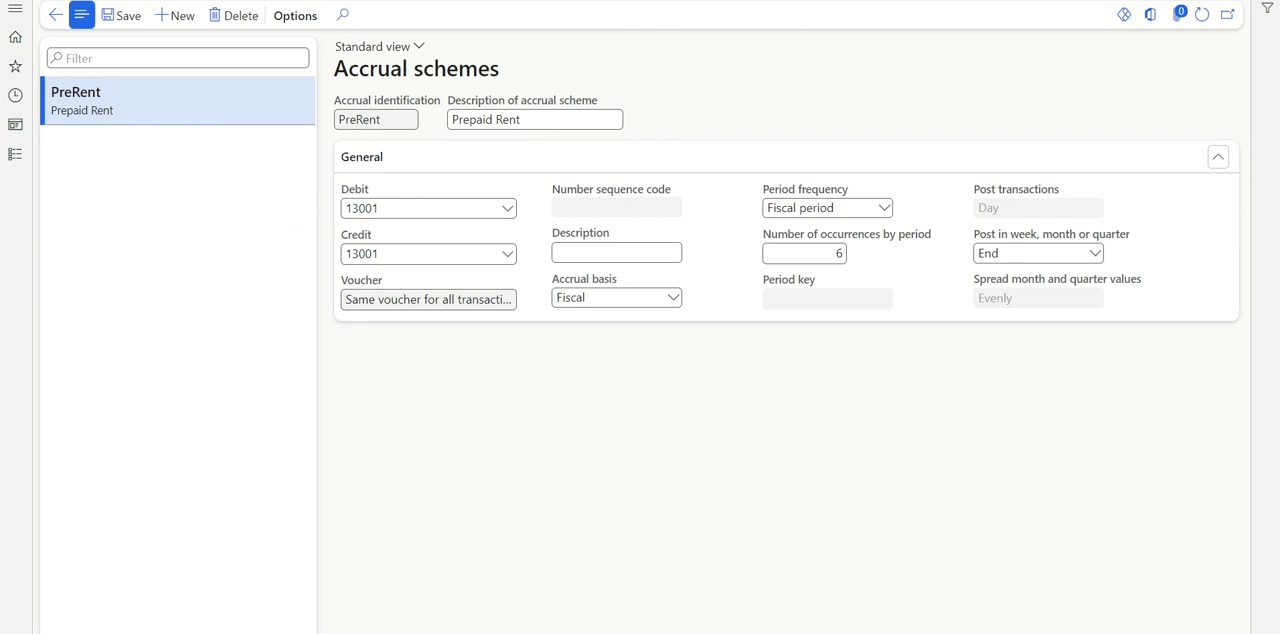 Save New Delete Options 0
Filter
PreRent
Prepaid Rent
Standard view
Accrual schemes
Accrual identification Description of accrual scheme
PreRent Prepaid Rent
General
Debit Number sequence code Period frequency Post transactions
13001 Fiscal period Day
Credit Description Number of occurrences by period Post in week, month or quarter
13001 6 End
Voucher Accrual basis Period key Spread month and quarter values
Same voucher for all transacti... Fiscal Evenly